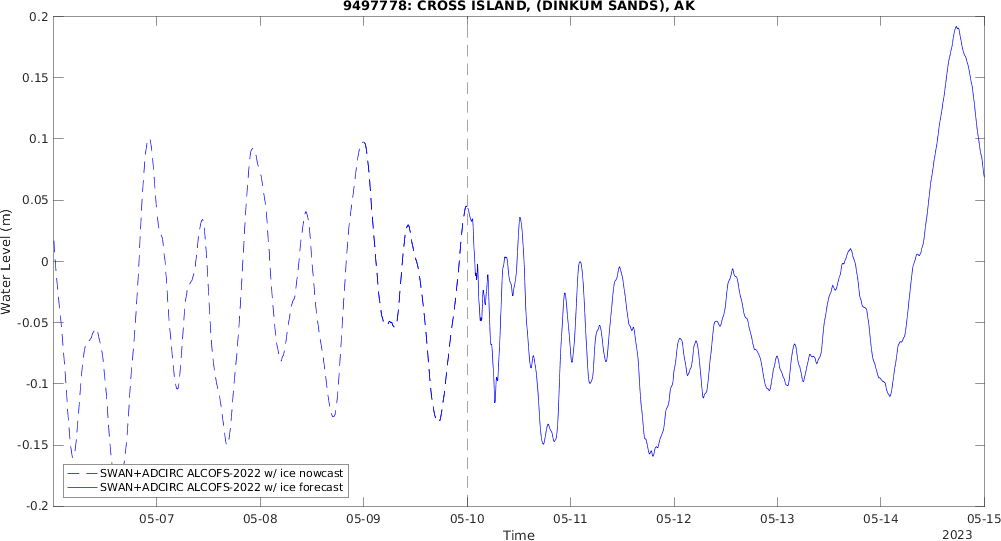 9497778: CROSS ISLAND, (DINKUM SANDS), AK
0.2
0.15
0.1
0.05
0
-0.05
-0.1
-0.15
-0.2
Water Level (m)
SWAN+ADCIRC ALCOFS-2022 w/ ice nowcast
SWAN+ADCIRC ALCOFS-2022 w/ ice forecast
05-07 05-08 05-09 05-10 05-11 05-12 05-13 05-14 05-15
Time
2023